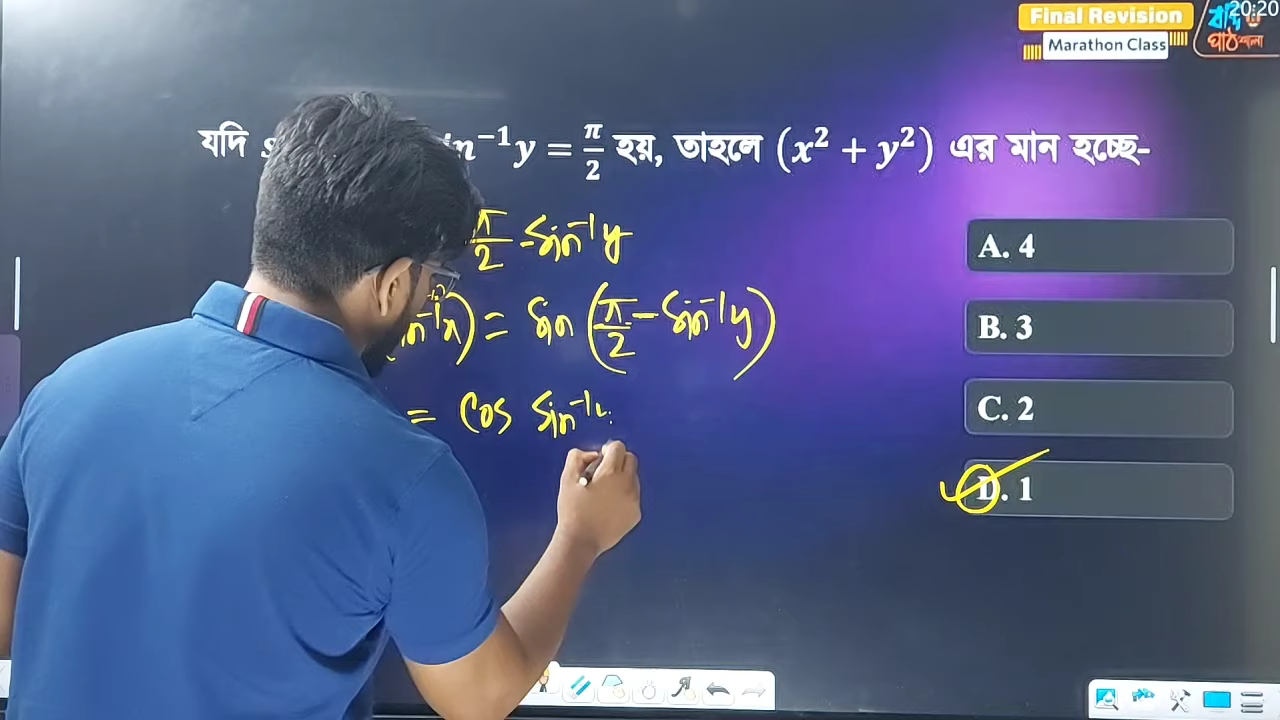 20:20
Final Revision
Marathon Class
বন্দি পাঠশালা
যদি s n⁻¹y = π/2 হয়, তাহলে (x² + y²) এর মান হচ্ছে-
π/2 - sin⁻¹y
in⁻¹x) = sin (π/2 - sin⁻¹y)
= cos sin⁻¹
A. 4
B. 3
C. 2
D. 1